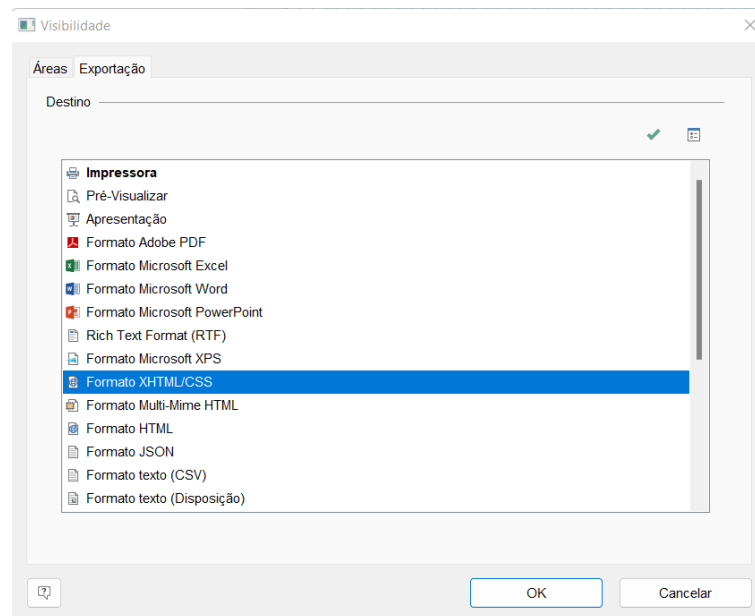 Visibilidade
Áreas Exportação
Destino
Impressora
Pré-Visualizar
Apresentação
Formato Adobe PDF
Formato Microsoft Excel
Formato Microsoft Word
Formato Microsoft PowerPoint
Rich Text Format (RTF)
Formato Microsoft XPS
Formato XHTML/CSS
Formato Multi-Mime HTML
Formato HTML
Formato JSON
Formato texto (CSV)
Formato texto (Disposição)
OK Cancelar